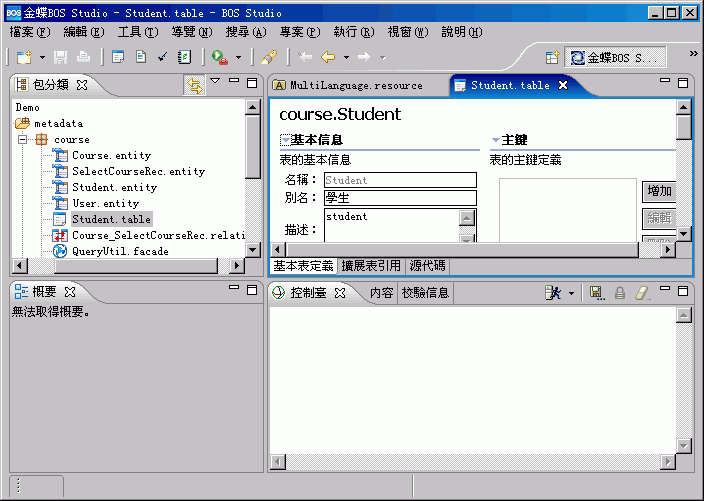 BOS 金蝶BOS Studio - Student.table - BOS Studio
檔案(F) 編輯(E) 工具(T) 導覽(N) 搜尋(A) 專案(P) 執行(R) 視窗(W) 說明(H)
金蝶BOS S...
包分類
Demo
metadata
course
Course.entity
SelectCourseRec.entity
Student.entity
User.entity
Student.table
Course_SelectCourseRec.relati
QueryUtil.facade
MultiLanguage.resource Student.table
course.Student
基本信息 主鍵
表的基本信息 表的主鍵定義
名稱： Student
別名： 學生
描述： student
增加
編輯
基本表定義 擴展表引用 源代碼
概要
無法取得概要。
控制臺 內容 校驗信息